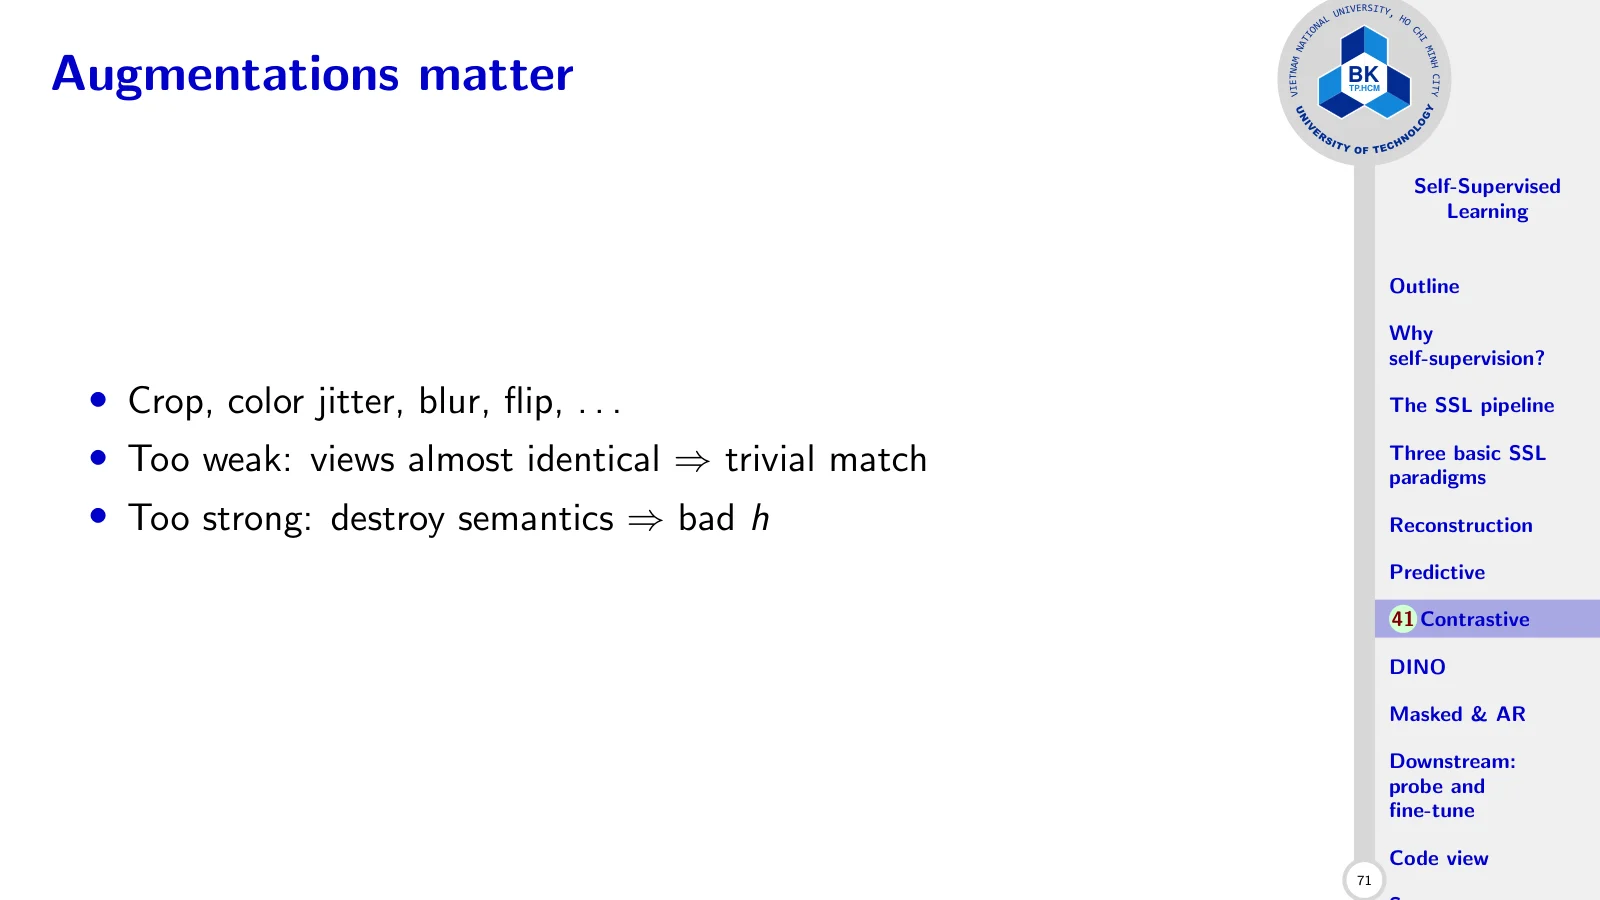 Augmentations matter
• Crop, color jitter, blur, flip, . . .
• Too weak: views almost identical ⇒ trivial match
• Too strong: destroy semantics ⇒ bad h
VIETNAM NATIONAL UNIVERSITY, HO CHI MINH CITY
BK
TP.HCM
UNIVERSITY OF TECHNOLOGY
Self-Supervised
Learning
Outline
Why
self-supervision?
The SSL pipeline
Three basic SSL
paradigms
Reconstruction
Predictive
41 Contrastive
DINO
Masked & AR
Downstream:
probe and
fine-tune
Code view
71